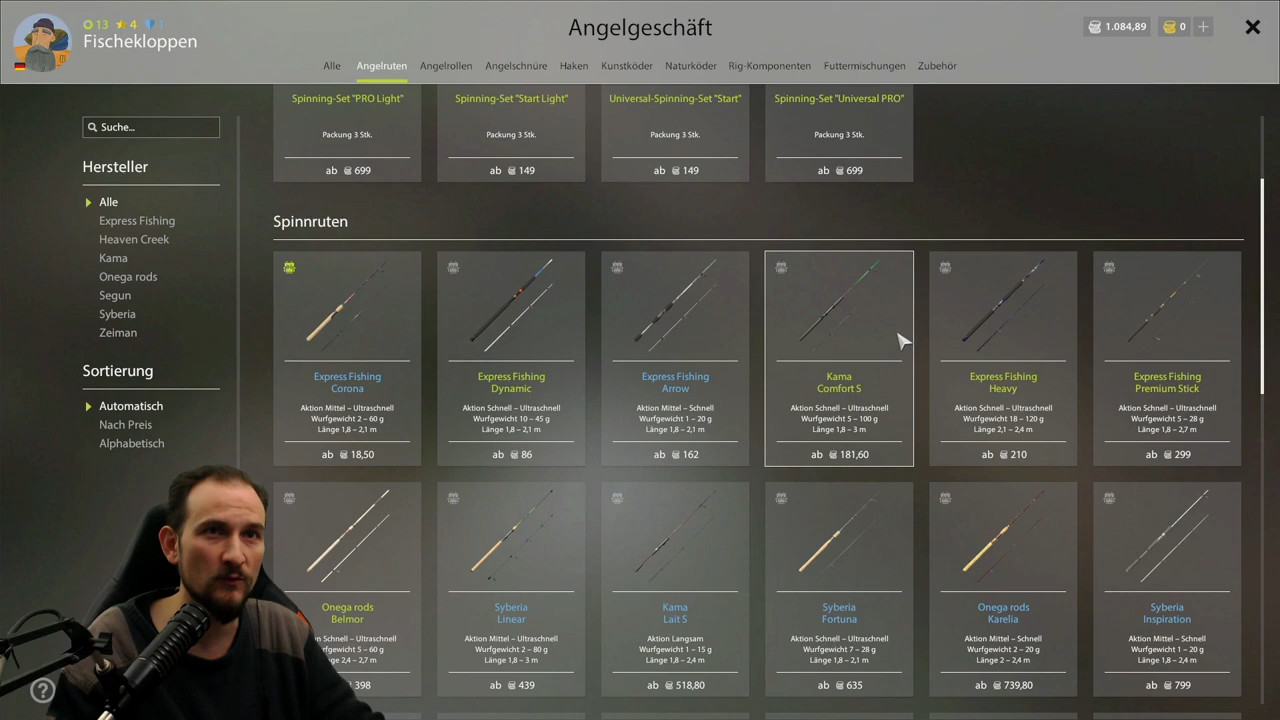 13 4 1
Fischekloppen
Angelgeschäft
1.084,89 0 +
Alle Angelruten Angelrollen Angelschnüre Haken Kunstköder Naturköder Rig-Komponenten Futtermischungen Zubehör
Suche...
Hersteller
Alle
Express Fishing
Heaven Creek
Kama
Onega rods
Segun
Syberia
Zeiman
Sortierung
Automatisch
Nach Preis
Alphabetisch
Spinning-Set "PRO Light"
Packung 3 Stk.
ab 699
Spinning-Set "Start Light"
Packung 3 Stk.
ab 149
Universal-Spinning-Set "Start"
Packung 3 Stk.
ab 149
Spinning-Set "Universal PRO"
Packung 3 Stk.
ab 699
Spinnruten
Express Fishing
Corona
Aktion Mittel – Ultraschnell
Wurfgewicht 2 – 60 g
Länge 1,8 – 2,1 m
ab 18,50
Express Fishing
Dynamic
Aktion Schnell – Ultraschnell
Wurfgewicht 10 – 45 g
Länge 1,8 – 2,1 m
ab 86
Express Fishing
Arrow
Aktion Mittel – Schnell
Wurfgewicht 1 – 20 g
Länge 1,8 – 2,1 m
ab 162
Kama
Comfort S
Aktion Schnell – Ultraschnell
Wurfgewicht 5 – 100 g
Länge 1,8 – 3 m
ab 181,60
Express Fishing
Heavy
Aktion Mittel – Ultraschnell
Wurfgewicht 18 – 120 g
Länge 2,1 – 2,4 m
ab 210
Express Fishing
Premium Stick
Aktion Schnell – Ultraschnell
Wurfgewicht 5 – 28 g
Länge 1,8 – 2,7 m
ab 299
Onega rods
Belmor
Schnell – Ultraschnell
Wurfgewicht 5 – 60 g
2,4 – 2,7 m
398
Syberia
Linear
Aktion Mittel – Ultraschnell
Wurfgewicht 2 – 80 g
Länge 1,8 – 3 m
ab 439
Kama
Lait S
Aktion Langsam
Wurfgewicht 1 – 15 g
Länge 1,8 – 2,4 m
ab 518,80
Syberia
Fortuna
Aktion Mittel – Ultraschnell
Wurfgewicht 7 – 28 g
Länge 1,8 – 2,1 m
ab 635
Onega rods
Karelia
Aktion Mittel – Ultraschnell
Wurfgewicht 2 – 20 g
Länge 2 – 2,4 m
ab 739,80
Syberia
Inspiration
Aktion Mittel – Schnell
Wurfgewicht 1 – 20 g
Länge 1,8 – 2,4 m
ab 799
?